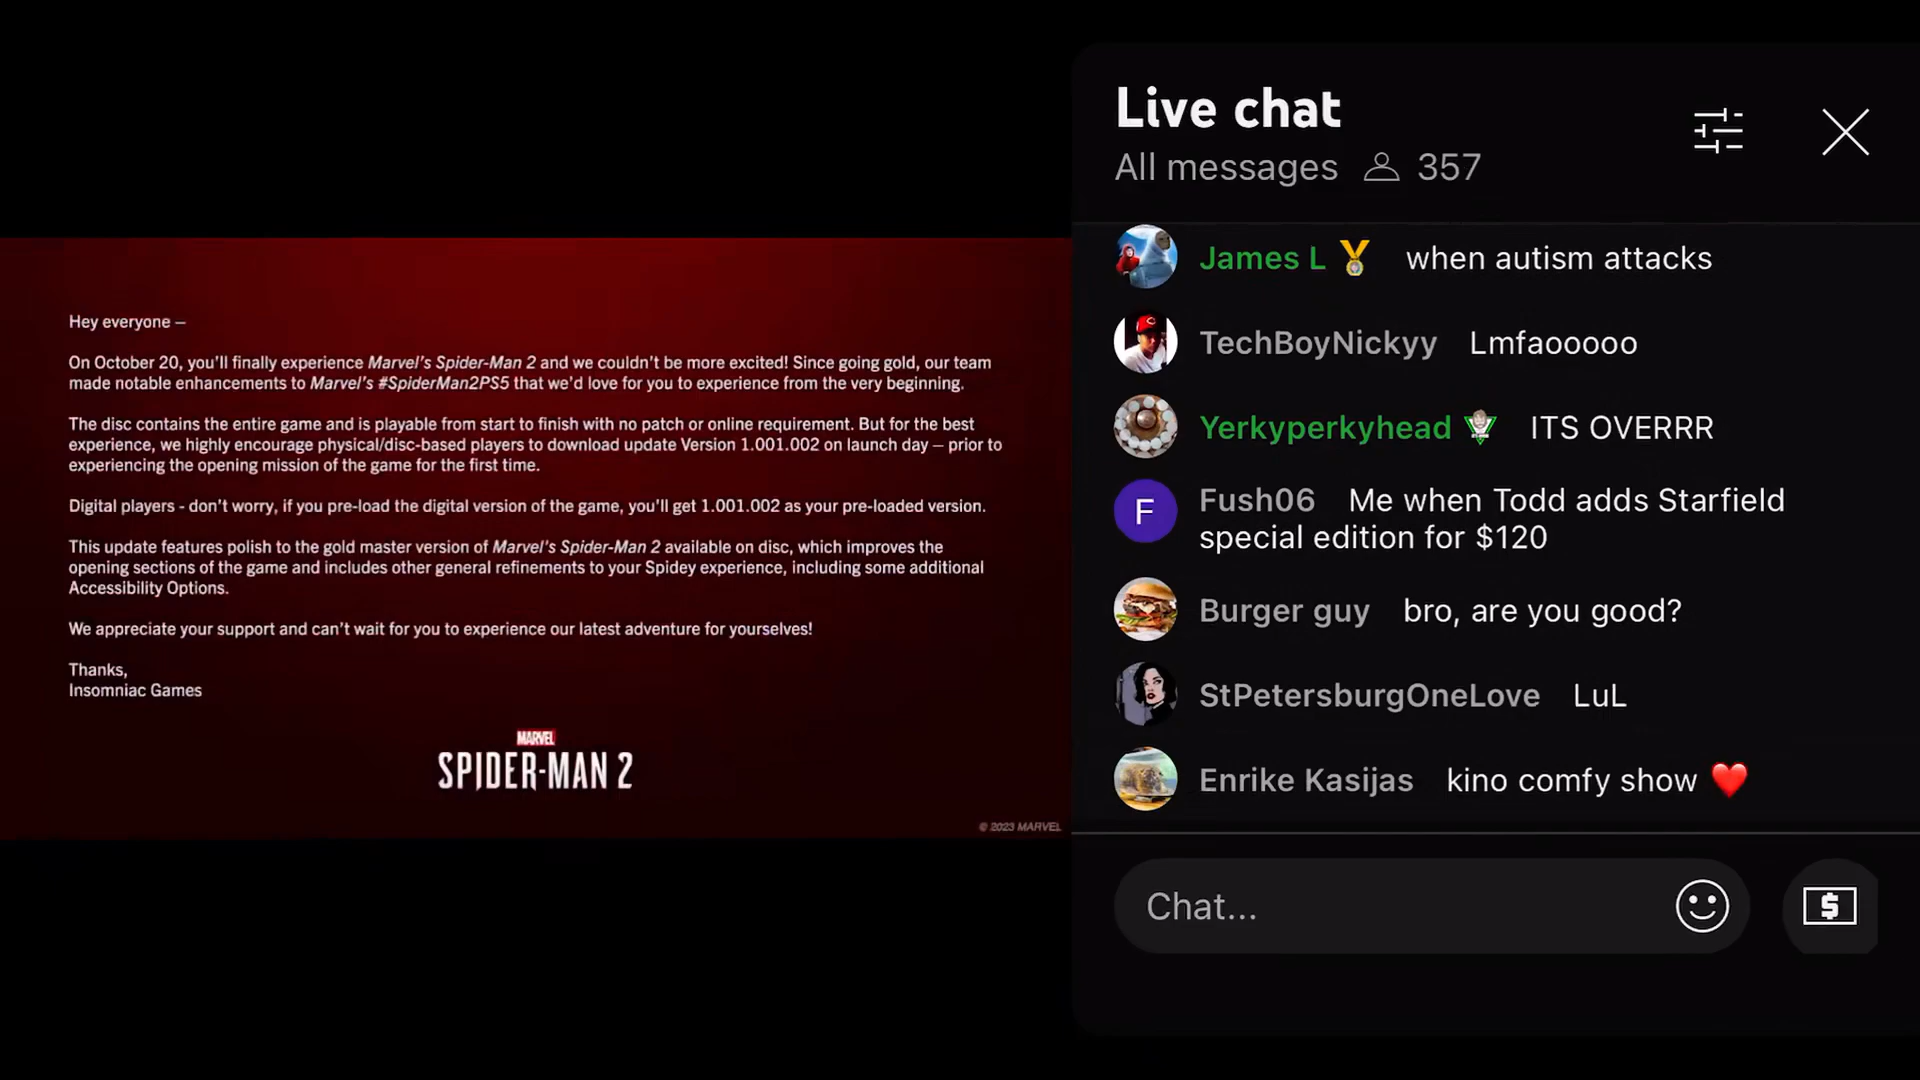 Hey everyone –
On October 20, you'll finally experience Marvel's Spider-Man 2 and we couldn't be more excited! Since going gold, our team
made notable enhancements to Marvel's #SpiderMan2PS5 that we'd love for you to experience from the very beginning.
The disc contains the entire game and is playable from start to finish with no patch or online requirement. But for the best
experience, we highly encourage physical/disc-based players to download update Version 1.001.002 on launch day – prior to
experiencing the opening mission of the game for the first time.
Digital players - don't worry, if you pre-load the digital version of the game, you'll get 1.001.002 as your pre-loaded version.
This update features polish to the gold master version of Marvel's Spider-Man 2 available on disc, which improves the
opening sections of the game and includes other general refinements to your Spidey experience, including some additional
Accessibility Options.
We appreciate your support and can't wait for you to experience our latest adventure for yourselves!
Thanks,
Insomniac Games
MARVEL
SPIDER-MAN 2
© 2023 MARVEL
Live chat
All messages 357
James L when autism attacks
TechBoyNickyy Lmfaooooo
Yerkyperkyhead ITS OVERRR
Fush06 Me when Todd adds Starfield
special edition for $120
F
Burger guy bro, are you good?
StPetersburgOneLove LuL
Enrike Kasijas kino comfy show ❤️
Chat...
$